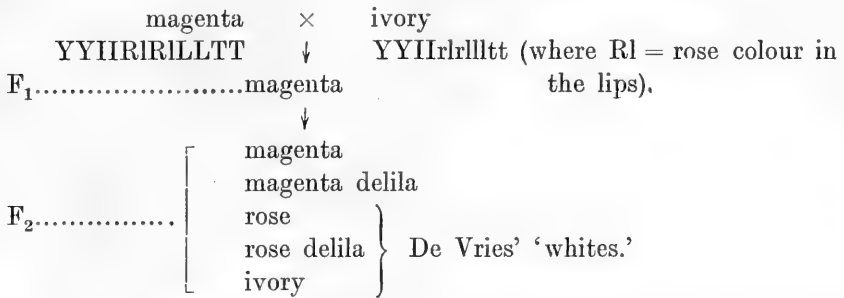 magenta × ivory
YYIIRlRlLLTT ↓ YYIIrlrllltt (where Rl = rose colour in
F₁........................magenta the lips).
↓
magenta
magenta delila
F₂................ rose
rose delila } De Vries' ‘whites.’
ivory